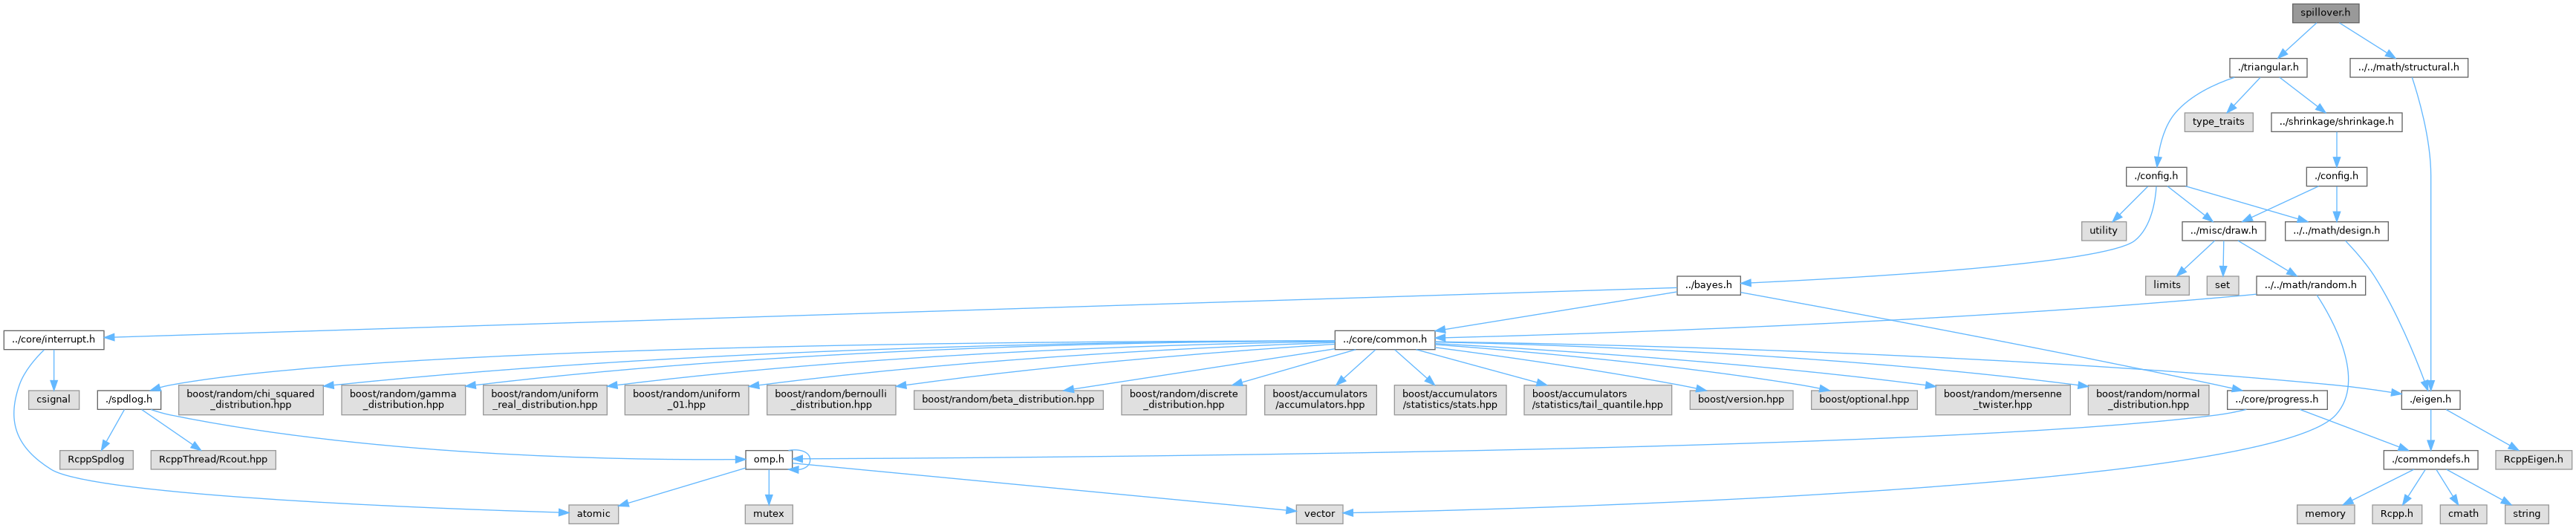 spillover.h
./triangular.h
../../math/structural.h
type_traits
../shrinkage/shrinkage.h
./config.h
./config.h
utility
../misc/draw.h
../../math/design.h
../bayes.h
limits
set
../../math/random.h
../core/interrupt.h
../core/common.h
csignal
./spdlog.h
boost/random/chi_squared
_distribution.hpp
boost/random/gamma
_distribution.hpp
boost/random/uniform
_real_distribution.hpp
boost/random/uniform
_01.hpp
boost/random/bernoulli
_distribution.hpp
boost/random/beta_distribution.hpp
boost/random/discrete
_distribution.hpp
boost/accumulators
/accumulators.hpp
boost/accumulators
/statistics/stats.hpp
boost/accumulators
/statistics/tail_quantile.hpp
boost/version.hpp
boost/optional.hpp
boost/random/mersenne
_twister.hpp
boost/random/normal
_distribution.hpp
../core/progress.h
./eigen.h
RcppSpdlog
RcppThread/Rcout.hpp
omp.h
./commondefs.h
RcppEigen.h
atomic
mutex
vector
memory
Rcpp.h
cmath
string